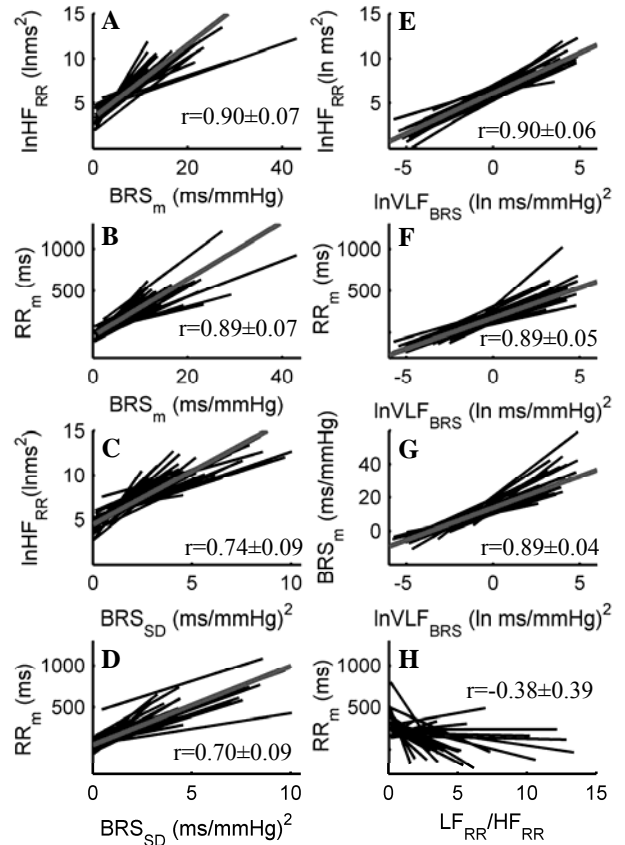 A
lnHF_RR (lnms²)
15
10
5
r=0.90±0.07
0 20 40
BRS_m (ms/mmHg)
B
RR_m (ms)
1000
500
r=0.89±0.07
0 20 40
BRS_m (ms/mmHg)
C
lnHF_RR(lnms²)
15
10
5
r=0.74±0.09
0 5 10
BRS_SD (ms/mmHg)²
D
RR_m (ms)
1000
500
r=0.70±0.09
0 5 10
BRS_SD (ms/mmHg)²
E
lnHF_RR (ln ms²)
15
10
5
r=0.90±0.06
-5 0 5
lnVLF_BRS (ln ms/mmHg)²
F
RR_m (ms)
1000
500
r=0.89±0.05
-5 0 5
lnVLF_BRS (ln ms/mmHg)²
G
BRS_m (ms/mmHg)
40
20
0
r=0.89±0.04
-5 0 5
lnVLF_BRS (ln ms/mmHg)²
H
RR_m (ms)
1000
500
r=-0.38±0.39
0 5 10 15
LF_RR/HF_RR